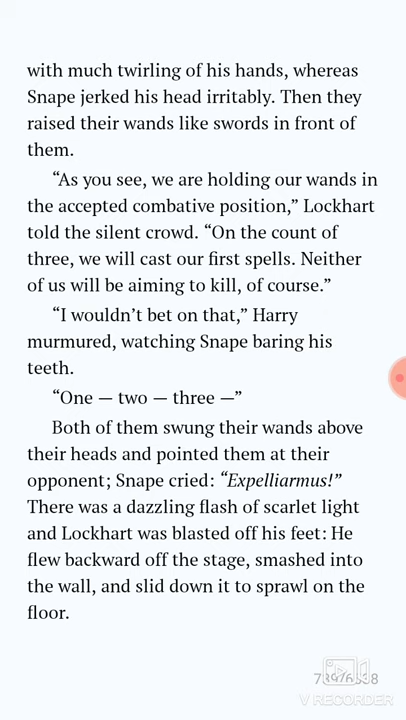 with much twirling of his hands, whereas
Snape jerked his head irritably. Then they
raised their wands like swords in front of
them.
“As you see, we are holding our wands in
the accepted combative position,” Lockhart
told the silent crowd. “On the count of
three, we will cast our first spells. Neither
of us will be aiming to kill, of course.”
“I wouldn’t bet on that,” Harry
murmured, watching Snape baring his
teeth.
“One — two — three —”
Both of them swung their wands above
their heads and pointed them at their
opponent; Snape cried: “Expelliarmus!”
There was a dazzling flash of scarlet light
and Lockhart was blasted off his feet: He
flew backward off the stage, smashed into
the wall, and slid down it to sprawl on the
floor.
V RECORDER